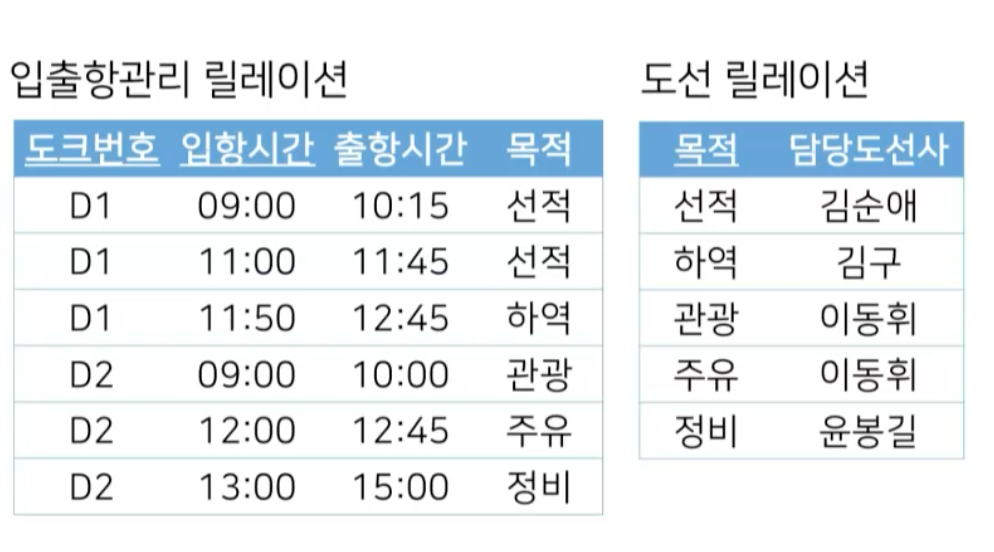 입출항관리 릴레이션
도크번호 입항시간 출항시간 목적
D1 09:00 10:15 선적
D1 11:00 11:45 선적
D1 11:50 12:45 하역
D2 09:00 10:00 관광
D2 12:00 12:45 주유
D2 13:00 15:00 정비
도선 릴레이션
목적 담당도선사
선적 김순애
하역 김구
관광 이동휘
주유 이동휘
정비 윤봉길